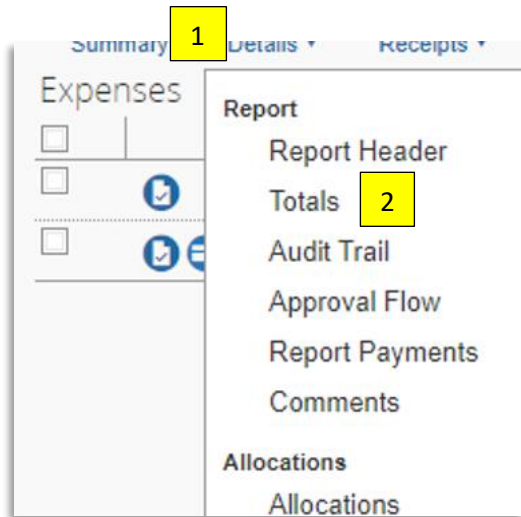 Summary 1 Details Receipts
Expenses
Report
Report Header
Totals 2
Audit Trail
Approval Flow
Report Payments
Comments
Allocations
Allocations